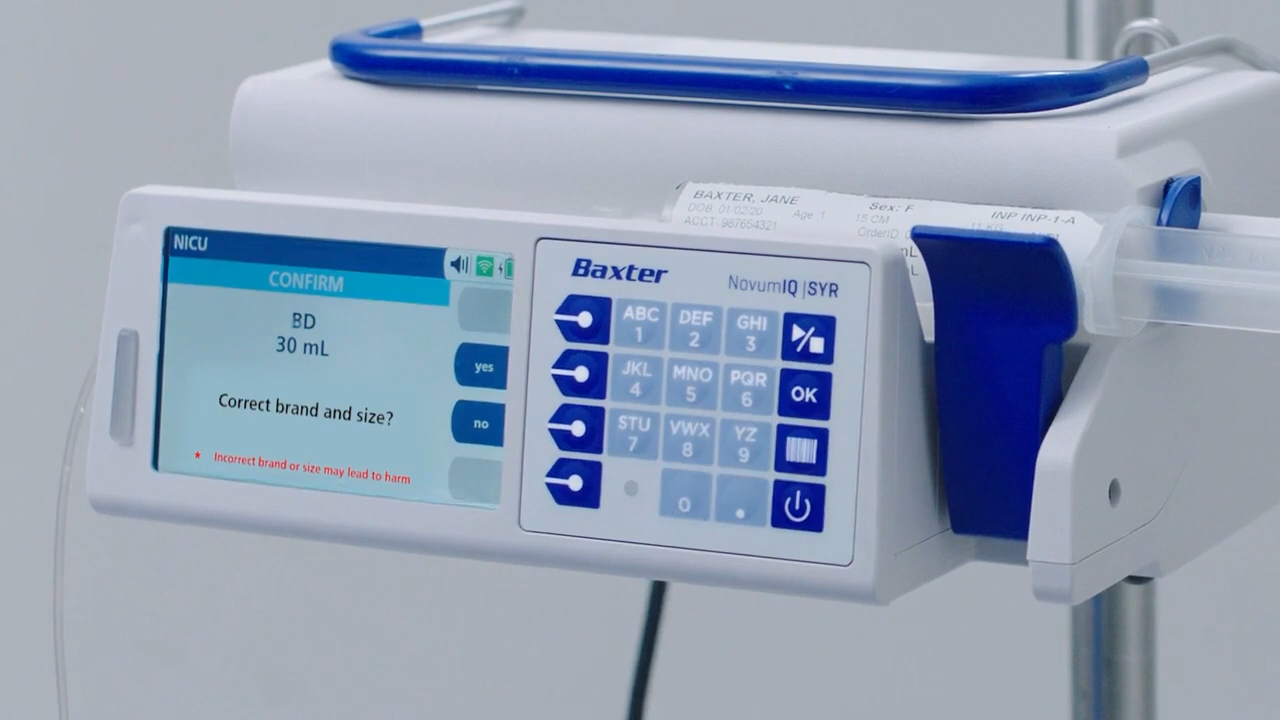 BAXTER, JANE
Sex: F
INP INP-1-A
DOB: 01/02/20
Age: 1
15 CM
11 KG
ACCT: 987654321
OrderID:
NICU
CONFIRM
BD
30 mL
yes
Correct brand and size?
no
* Incorrect brand or size may lead to harm
Baxter
NovumIQ | SYR
ABC DEF GHI
1 2 3
JKL MNO PQR
4 5 6
OK
STU VWX YZ
7 8 9
0 .